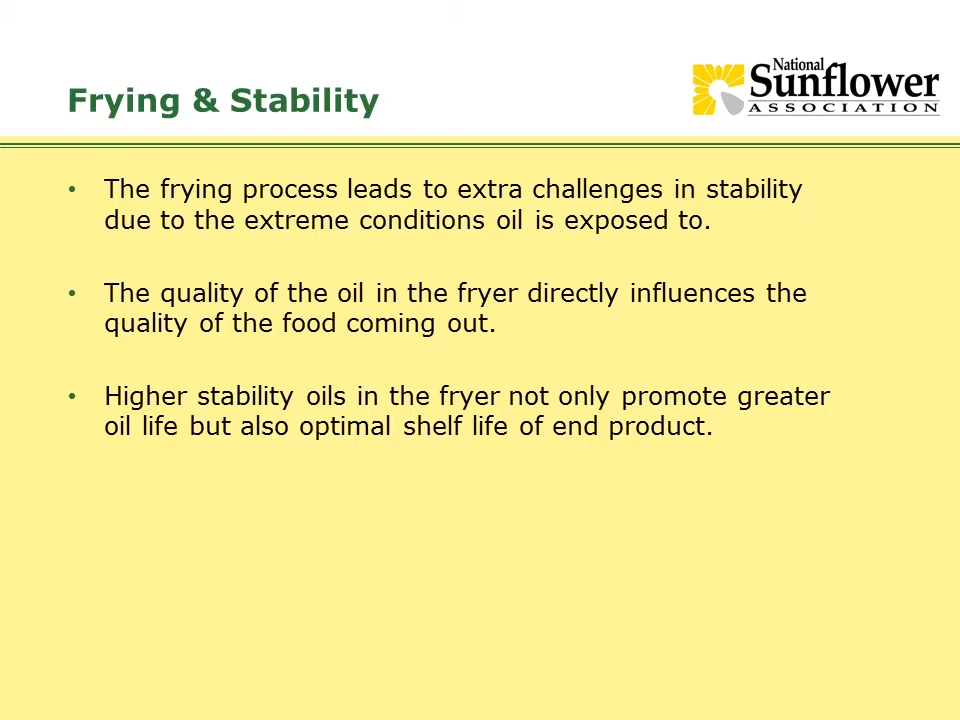 Frying & Stability
National
Sunflower
ASSOCIATION
• The frying process leads to extra challenges in stability
due to the extreme conditions oil is exposed to.
• The quality of the oil in the fryer directly influences the
quality of the food coming out.
• Higher stability oils in the fryer not only promote greater
oil life but also optimal shelf life of end product.